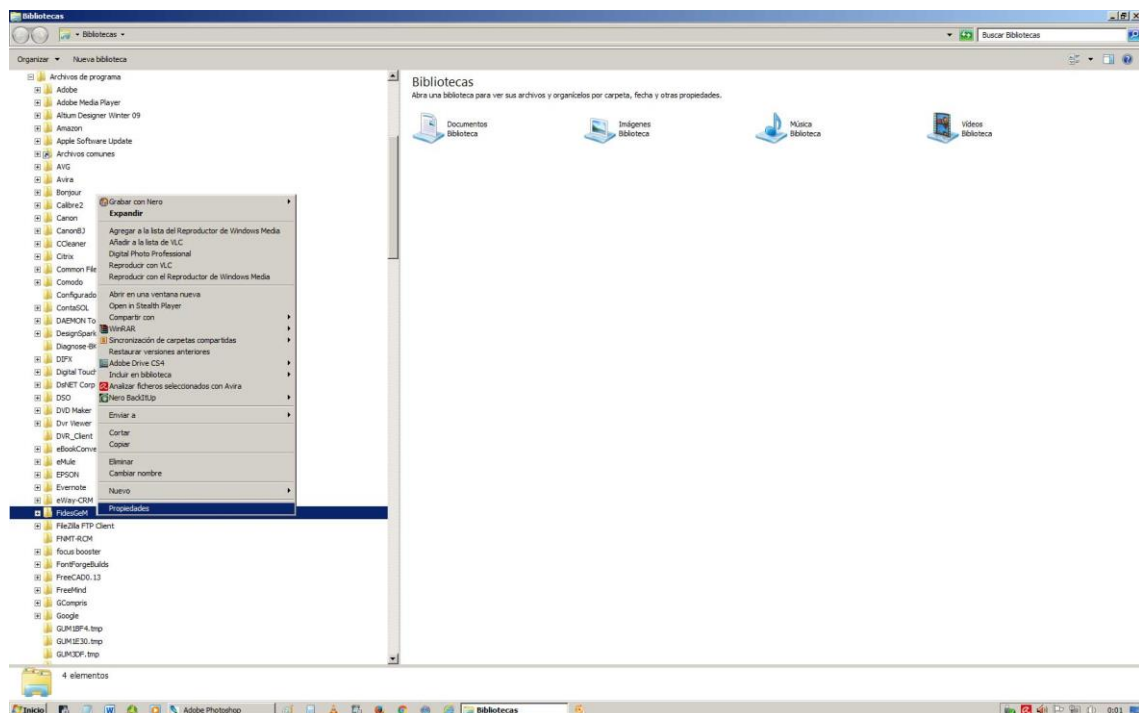 Bibliotecas
Bibliotecas
Buscar Bibliotecas
Organizar Nueva biblioteca
Archivos de programa
Adobe
Adobe Media Player
Altium Designer Winter 09
Amazon
Apple Software Update
Archivos comunes
AVG
Avira
Bonjour
Calibre2
Canon
CanonBJ
CCleaner
Citrix
Common File
Comodo
Configurado
ContaSOL
DAEMON To
DesignSpark
Diagnose-BK
DIFX
Digital Touch
DsNET Corp
DSO
DVD Maker
Dvr Viewer
DVR_Client
eBookConve
eMule
EPSON
Evernote
eWay-CRM
FidesGeM
FileZilla FTP Client
FNMT-RCM
focus booster
FontForgeBuilds
FreeCAD0.13
FreeMind
GCompris
Google
GUM1BF4.tmp
GUM1E30.tmp
GUM3DF.tmp
Grabar con Nero
Expandir
Agregar a la lista del Reproductor de Windows Media
Añadir a la lista de VLC
Digital Photo Professional
Reproducir con VLC
Reproducir con el Reproductor de Windows Media
Abrir en una ventana nueva
Open in Stealth Player
Compartir con
WinRAR
Sincronización de carpetas compartidas
Restaurar versiones anteriores
Adobe Drive CS4
Incluir en biblioteca
Analizar ficheros seleccionados con Avira
Nero BackItUp
Enviar a
Cortar
Copiar
Eliminar
Cambiar nombre
Nuevo
Propiedades
Bibliotecas
Abra una biblioteca para ver sus archivos y organícelos por carpeta, fecha y otras propiedades.
Documentos
Biblioteca
Imágenes
Biblioteca
Música
Biblioteca
Vídeos
Biblioteca
4 elementos
Inicio Adobe Photoshop Bibliotecas 0:01